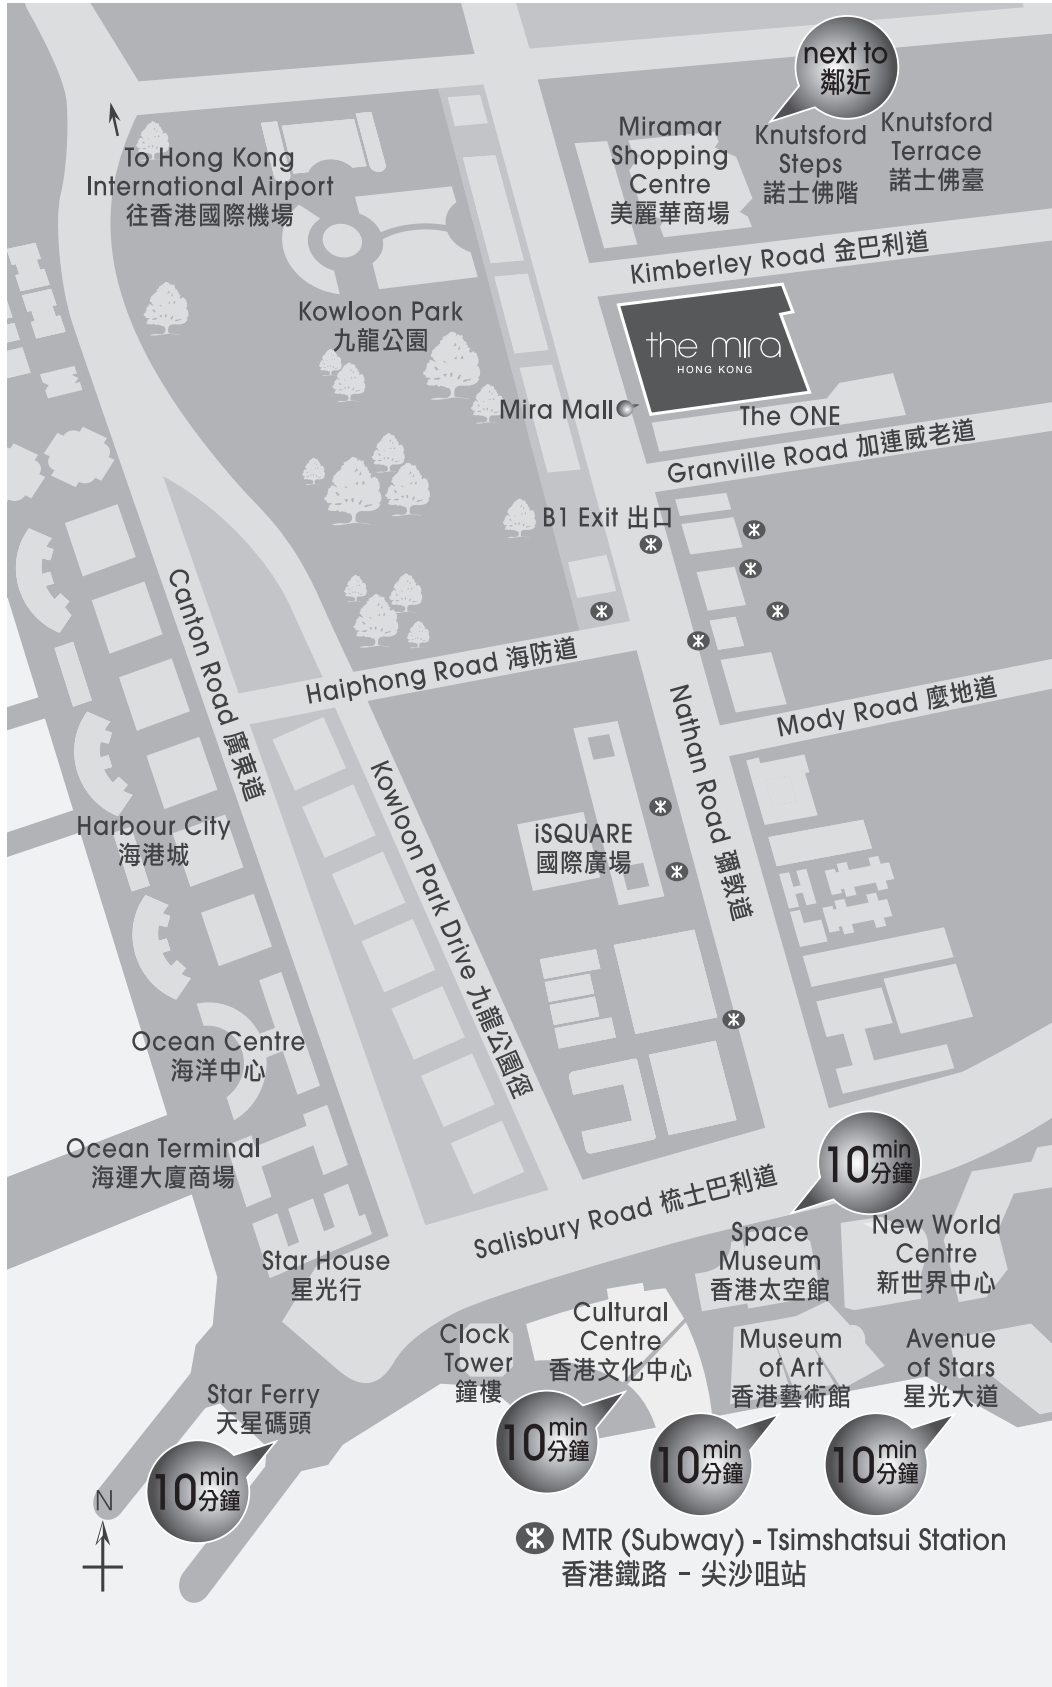 next to
鄰近
Miramar
Shopping
Centre
美麗華商場
Knutsford
Steps
諾士佛階
Knutsford
Terrace
諾士佛臺
To Hong Kong
International Airport
往香港國際機場
Kimberley Road 金巴利道
Kowloon Park
九龍公園
the mira
HONG KONG
Mira Mall
The ONE
Granville Road 加連威老道
B1 Exit 出口
Canton Road 廣東道
Haiphong Road 海防道
Nathan Road 彌敦道
Mody Road 麼地道
Kowloon Park Drive 九龍公園徑
Harbour City
海港城
iSQUARE
國際廣場
Ocean Centre
海洋中心
Ocean Terminal
海運大廈商場
10 min
分鐘
Salisbury Road 梳士巴利道
Star House
星光行
Space
Museum
香港太空館
New World
Centre
新世界中心
Clock
Tower
鐘樓
Cultural
Centre
香港文化中心
Museum
of Art
香港藝術館
Avenue
of Stars
星光大道
Star Ferry
天星碼頭
10 min
分鐘
10 min
分鐘
10 min
分鐘
10 min
分鐘
N
MTR (Subway) - Tsimshatsui Station
香港鐵路 - 尖沙咀站